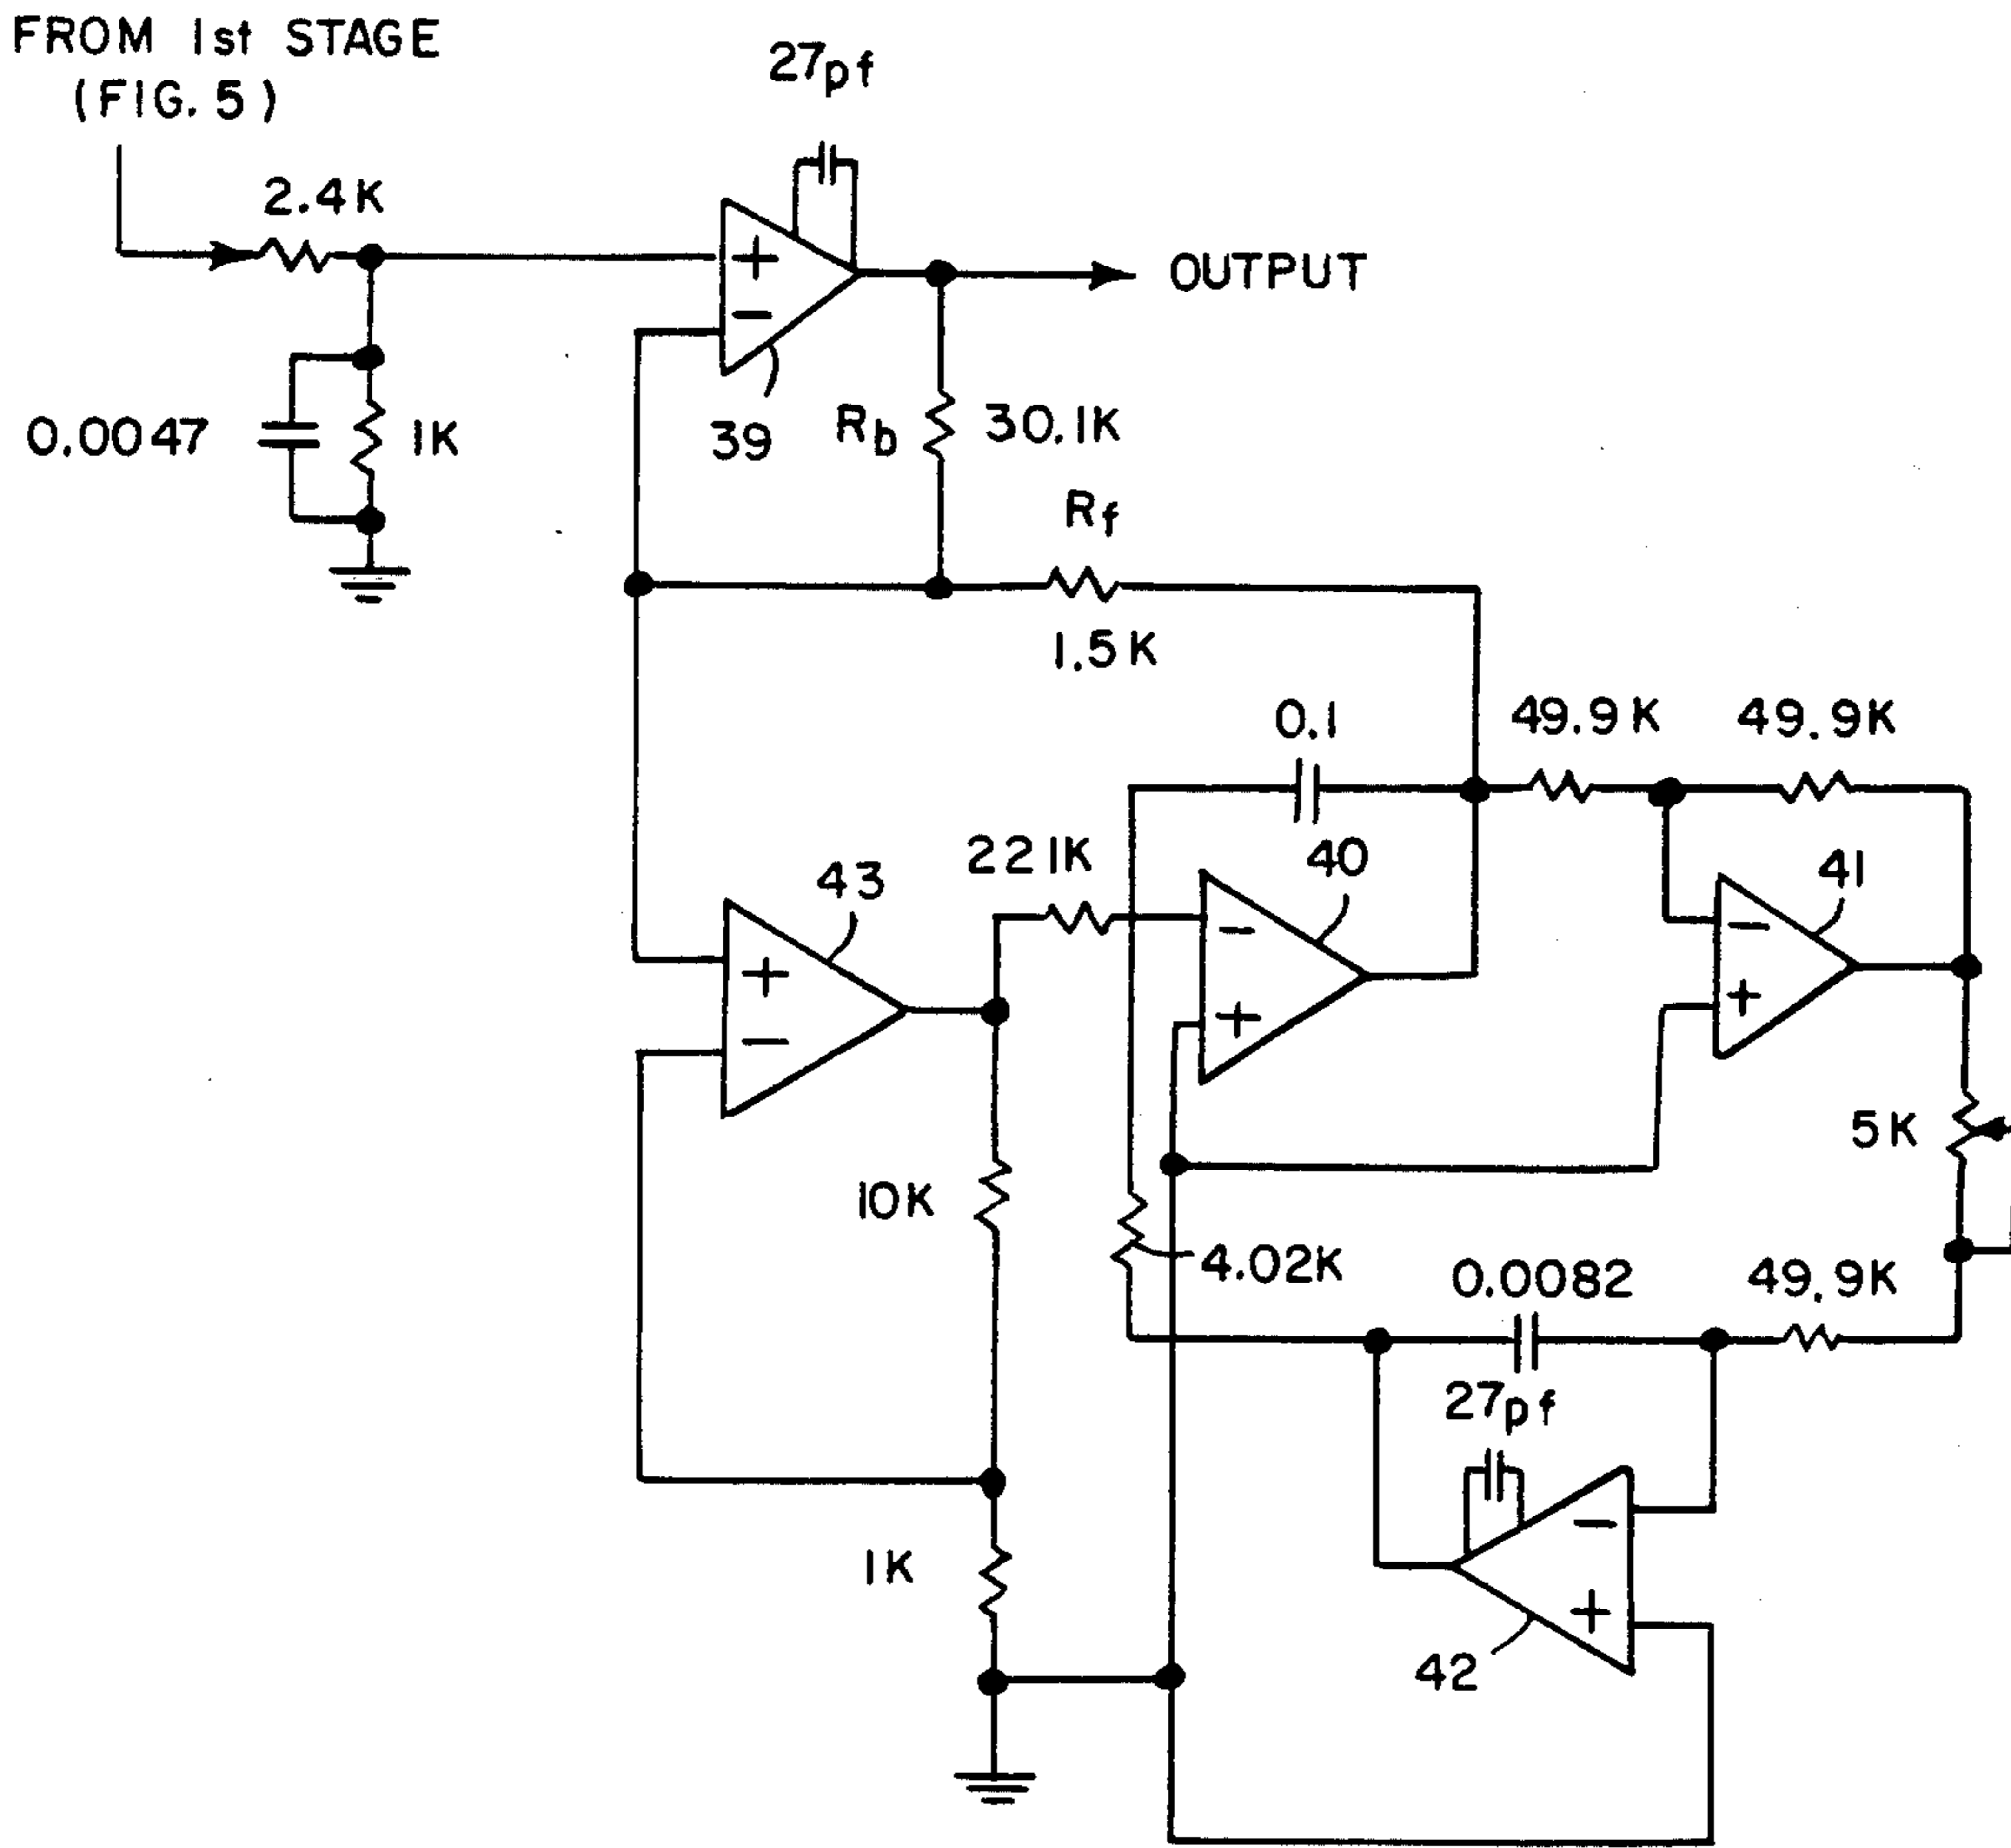 FROM 1st STAGE
(FIG. 5)
27pf
2.4K
+
−
OUTPUT
0.0047
1K
39
Rb
30.1K
Rf
1.5K
0.1
49.9K
49.9K
221K
40
43
41
−
−
+
−
+
+
5K
10K
4.02K
0.0082
49.9K
27pf
1K
−
+
42